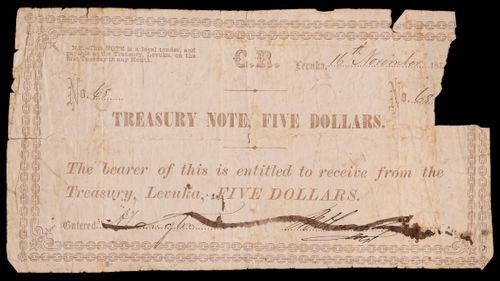 N.B.—This NOTE is a legal tender, and
payable at the Treasury, Levuka, on the
first Tuesday in any Month.
C.R.
Levuka, 16th November 187
No. 68
No. 68
TREASURY NOTE, FIVE DOLLARS.
The bearer of this is entitled to receive from the
Treasury, Levuka, FIVE DOLLARS.
Entered